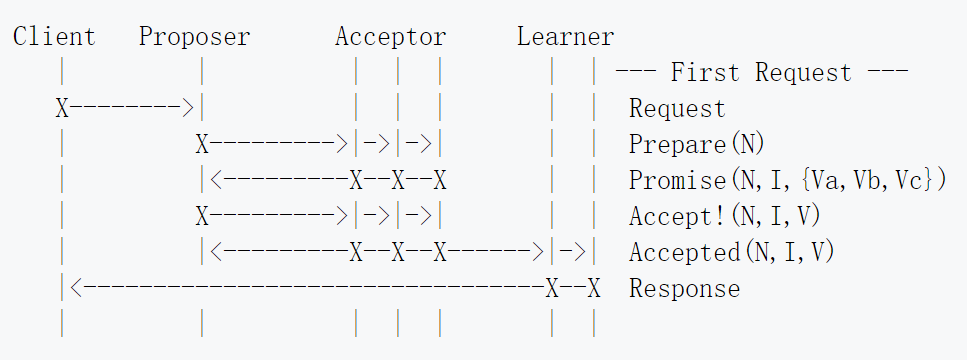 Client   Proposer      Acceptor     Learner
   |         |          |  |  |       |  | --- First Request ---
   X-------->|          |  |  |       |  |  Request
   |         X--------->|->|->|       |  |  Prepare(N)
   |         |<---------X--X--X       |  |  Promise(N,I,{Va,Vb,Vc})
   |         X--------->|->|->|       |  |  Accept!(N,I,V)
   |         |<---------X--X--X------>|->|  Accepted(N,I,V)
   |<---------------------------------X--X  Response
   |         |          |  |  |       |  |